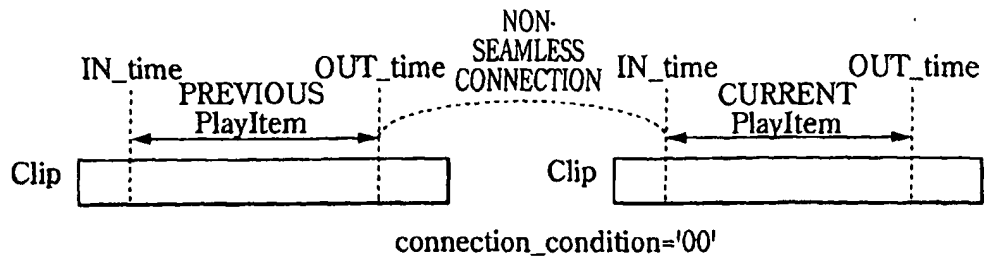 NON-
SEAMLESS
CONNECTION
IN_time
OUT_time
IN_time
OUT_time
PREVIOUS
PlayItem
CURRENT
PlayItem
Clip
Clip
connection_condition='00'